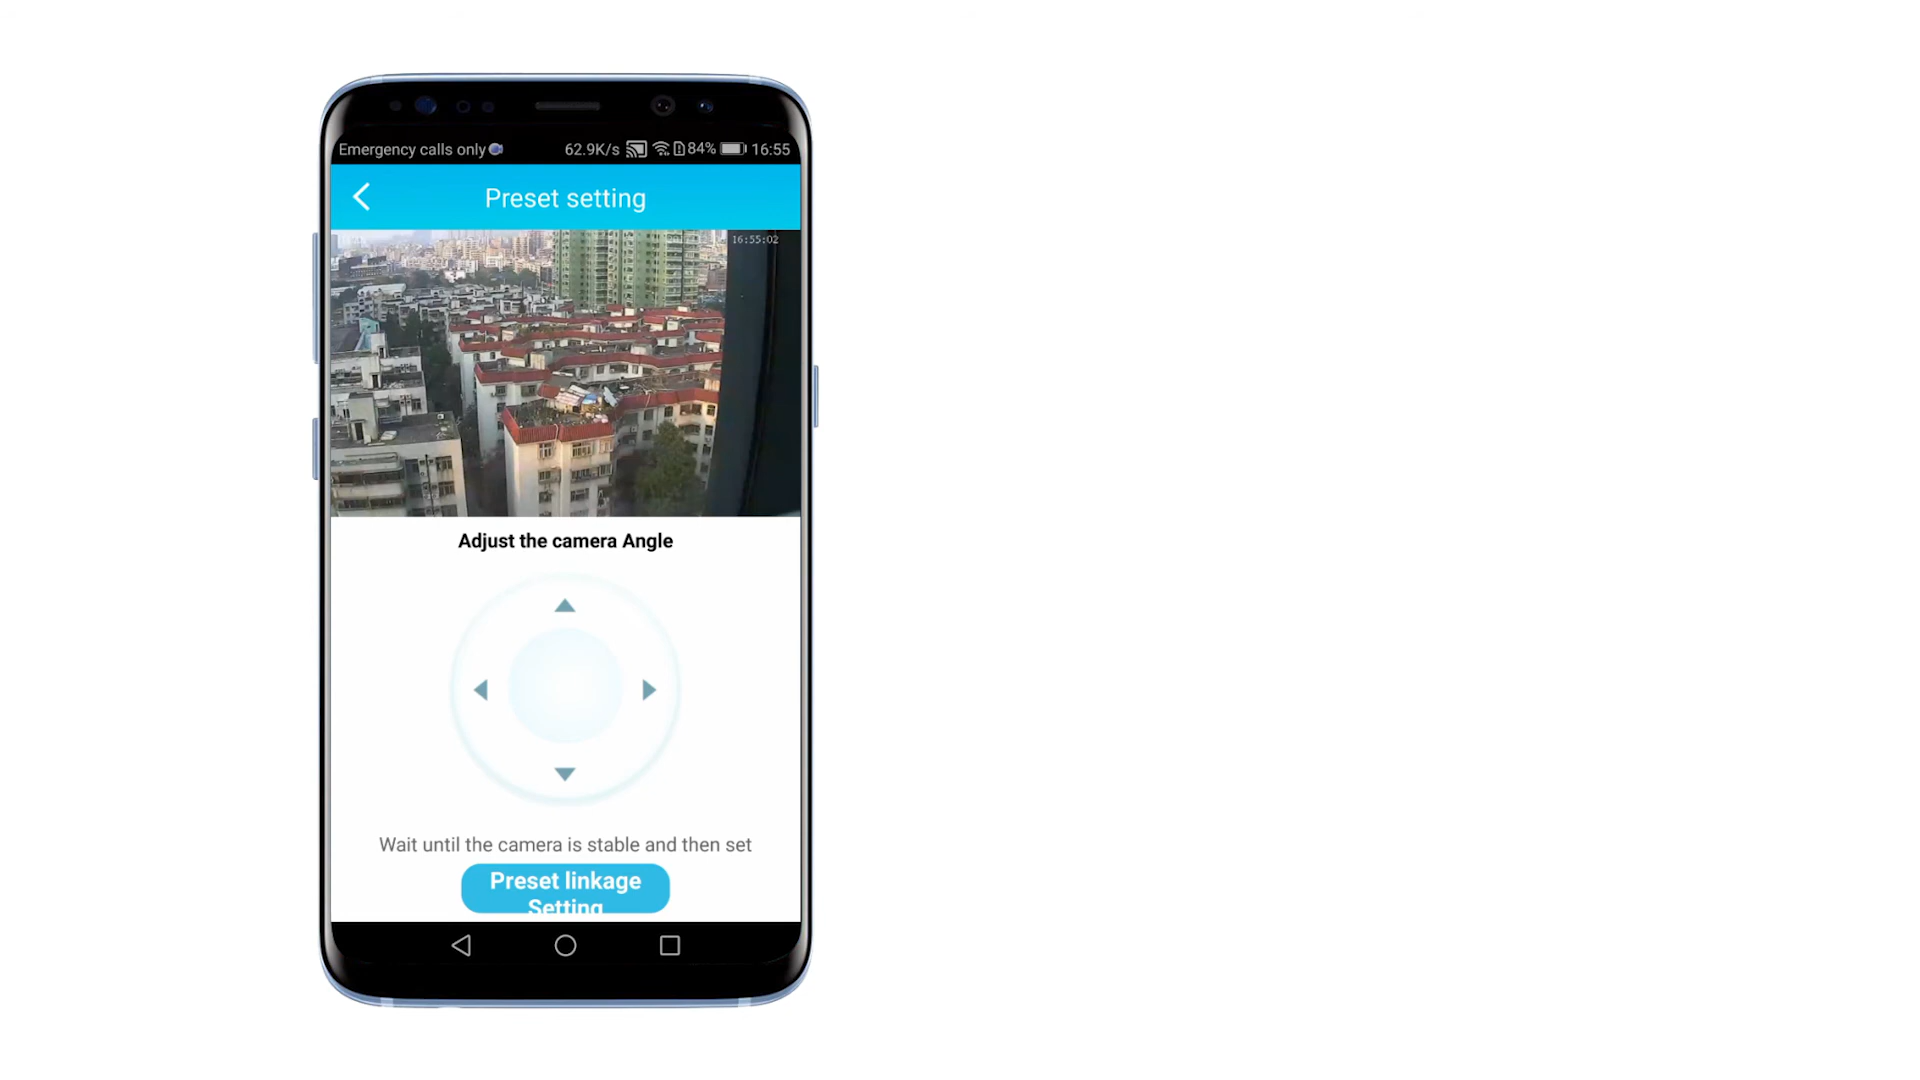 Emergency calls only 62.9K/s 84% 16:55
Preset setting
16:55:02
Adjust the camera Angle
Wait until the camera is stable and then set
Preset linkage
Setting